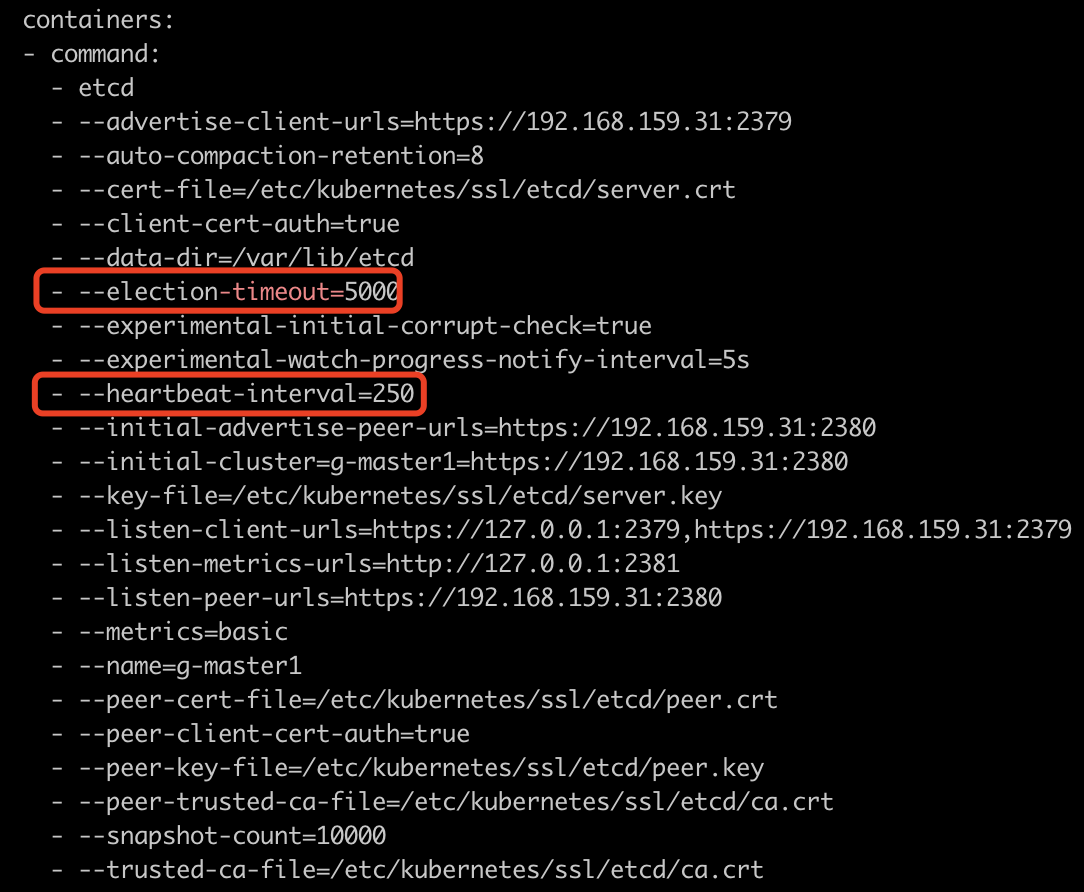 containers:
- command:
- etcd
- --advertise-client-urls=https://192.168.159.31:2379
- --auto-compaction-retention=8
- --cert-file=/etc/kubernetes/ssl/etcd/server.crt
- --client-cert-auth=true
- --data-dir=/var/lib/etcd
- --election-timeout=5000
- --experimental-initial-corrupt-check=true
- --experimental-watch-progress-notify-interval=5s
- --heartbeat-interval=250
- --initial-advertise-peer-urls=https://192.168.159.31:2380
- --initial-cluster=g-master1=https://192.168.159.31:2380
- --key-file=/etc/kubernetes/ssl/etcd/server.key
- --listen-client-urls=https://127.0.0.1:2379,https://192.168.159.31:2379
- --listen-metrics-urls=http://127.0.0.1:2381
- --listen-peer-urls=https://192.168.159.31:2380
- --metrics=basic
- --name=g-master1
- --peer-cert-file=/etc/kubernetes/ssl/etcd/peer.crt
- --peer-client-cert-auth=true
- --peer-key-file=/etc/kubernetes/ssl/etcd/peer.key
- --peer-trusted-ca-file=/etc/kubernetes/ssl/etcd/ca.crt
- --snapshot-count=10000
- --trusted-ca-file=/etc/kubernetes/ssl/etcd/ca.crt